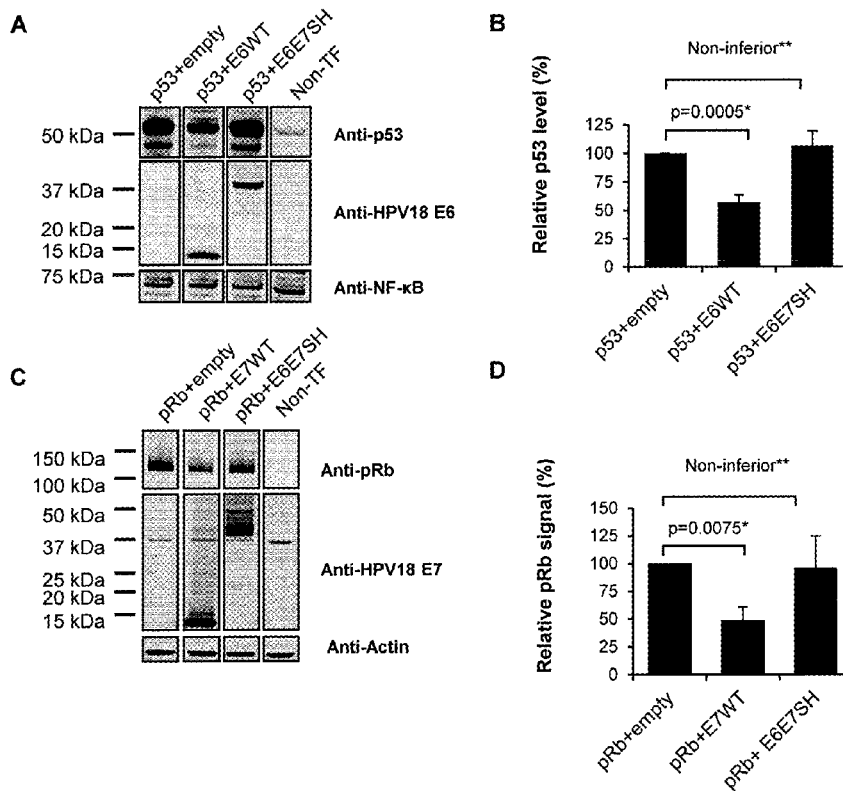 A
p53+empty
p53+E6WT
p53+E6E7SH
Non-TF
50 kDa
37 kDa
20 kDa
15 kDa
75 kDa
Anti-p53
Anti-HPV18 E6
Anti-NF-κB
B
Non-inferior**
p=0.0005*
Relative p53 level (%)
125
100
75
50
25
0
p53+empty
p53+E6WT
p53+E6E7SH
C
pRb+empty
pRb+E7WT
pRb+E6E7SH
Non-TF
150 kDa
100 kDa
50 kDa
37 kDa
25 kDa
20 kDa
15 kDa
Anti-pRb
Anti-HPV18 E7
Anti-Actin
D
Non-inferior**
p=0.0075*
Relative pRb signal (%)
150
125
100
75
50
25
0
pRb+empty
pRb+E7WT
pRb+ E6E7SH